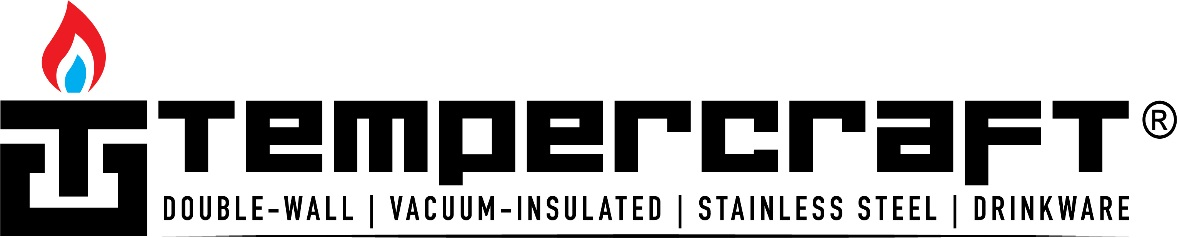 Tempercraft®
DOUBLE-WALL | VACUUM-INSULATED | STAINLESS STEEL | DRINKWARE